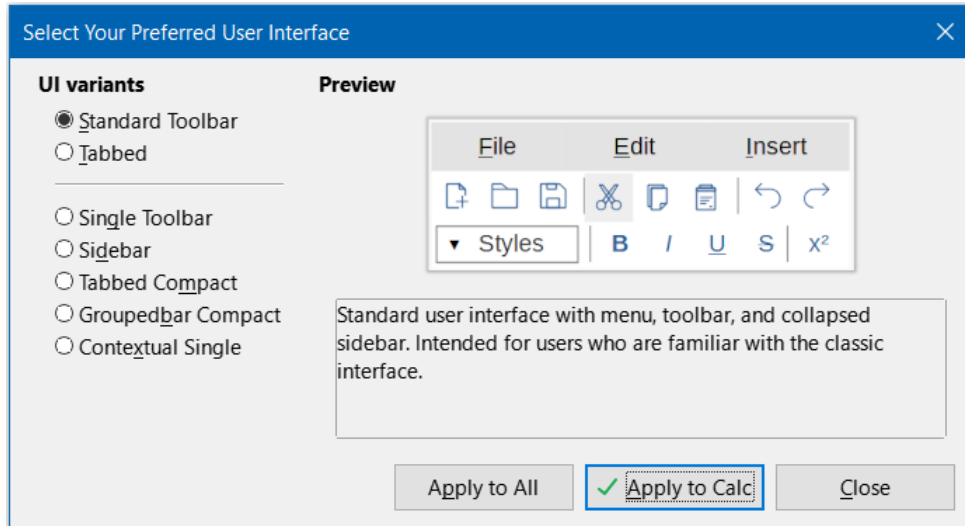 Select Your Preferred User Interface
UI variants
Standard Toolbar
Tabbed
Single Toolbar
Sidebar
Tabbed Compact
Groupedbar Compact
Contextual Single
Preview
File Edit Insert
Styles B I U S x²
Standard user interface with menu, toolbar, and collapsed
sidebar. Intended for users who are familiar with the classic
interface.
Apply to All Apply to Calc Close